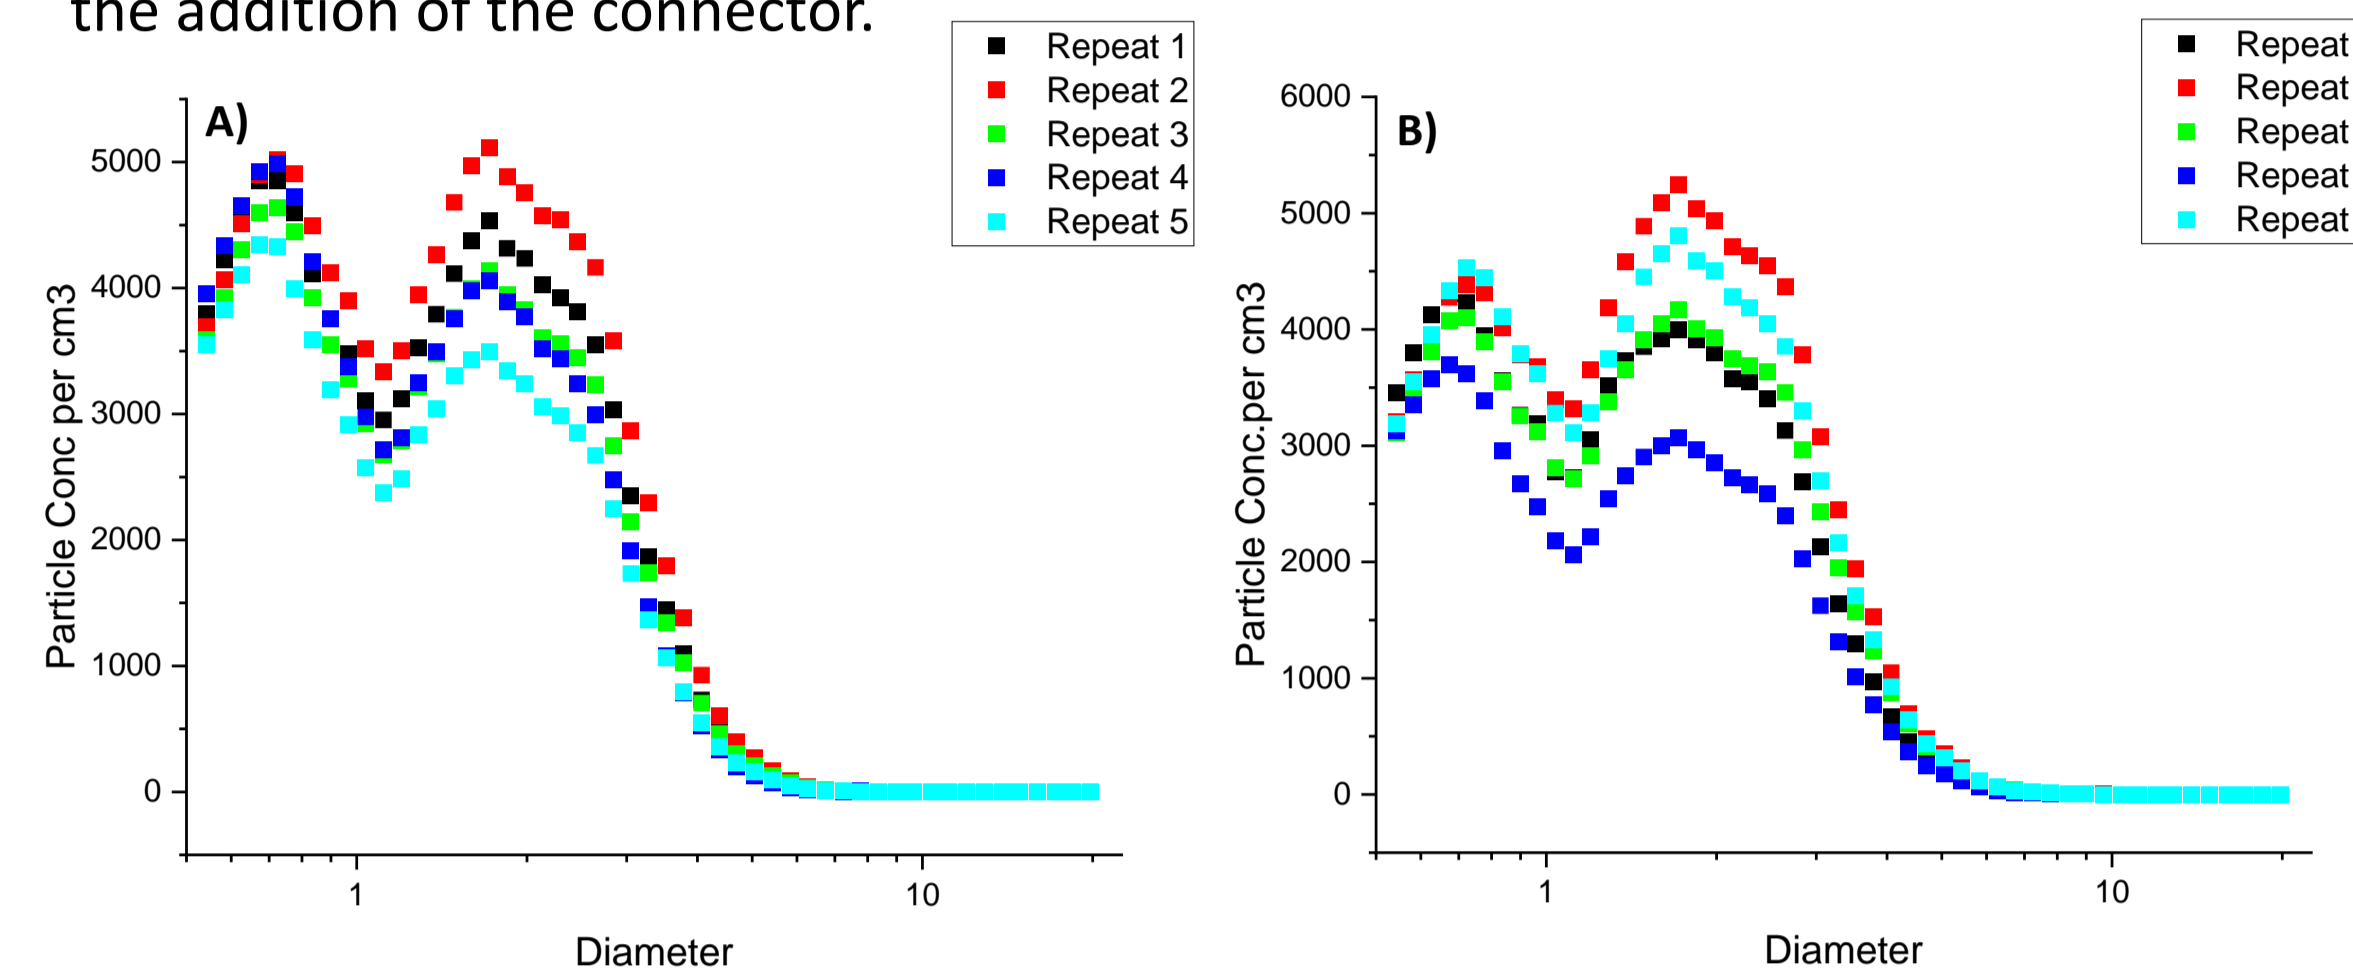 the addition of the connector.
A)
Repeat 1
Repeat 2
Repeat 3
Repeat 4
Repeat 5
5000
4000
3000
2000
1000
0
Particle Conc per cm3
1
10
Diameter
B)
Repeat
Repeat
Repeat
Repeat
Repeat
6000
5000
4000
3000
2000
1000
0
Particle Conc.per cm3
1
10
Diameter